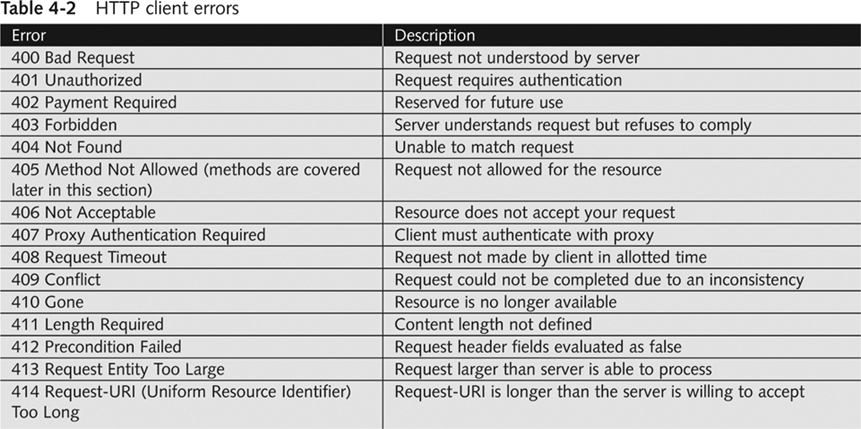 Table 4-2 HTTP client errors
Error Description
400 Bad Request Request not understood by server
401 Unauthorized Request requires authentication
402 Payment Required Reserved for future use
403 Forbidden Server understands request but refuses to comply
404 Not Found Unable to match request
405 Method Not Allowed (methods are covered Request not allowed for the resource
later in this section)
406 Not Acceptable Resource does not accept your request
407 Proxy Authentication Required Client must authenticate with proxy
408 Request Timeout Request not made by client in allotted time
409 Conflict Request could not be completed due to an inconsistency
410 Gone Resource is no longer available
411 Length Required Content length not defined
412 Precondition Failed Request header fields evaluated as false
413 Request Entity Too Large Request larger than server is able to process
414 Request-URI (Uniform Resource Identifier) Request-URI is longer than the server is willing to accept
Too Long